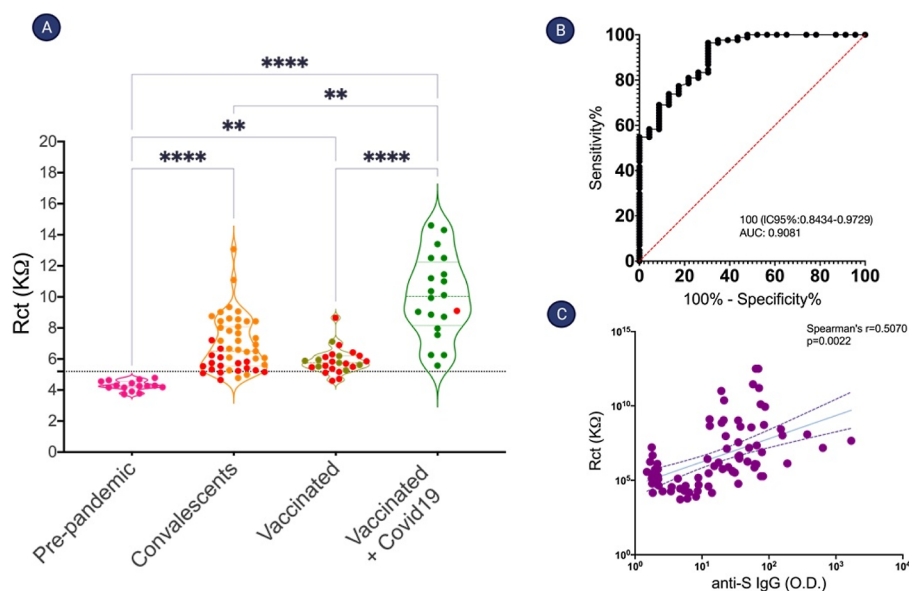 A
****
**
**
****
****
Rct (KΩ)
20
18
16
14
12
10
8
6
4
2
0
Pre-pandemic
Convalescents
Vaccinated
Vaccinated
+ Covid19
B
Sensitivity%
100
80
60
40
20
0
100 (IC95%:0.8434-0.9729)
AUC: 0.9081
0 20 40 60 80 100
100% - Specificity%
C
Spearman's r=0.5070
p=0.0022
Rct (KΩ)
10¹⁵
10¹⁰
10⁵
10⁰
10⁰ 10¹ 10² 10³ 10⁴
anti-S IgG (O.D.)